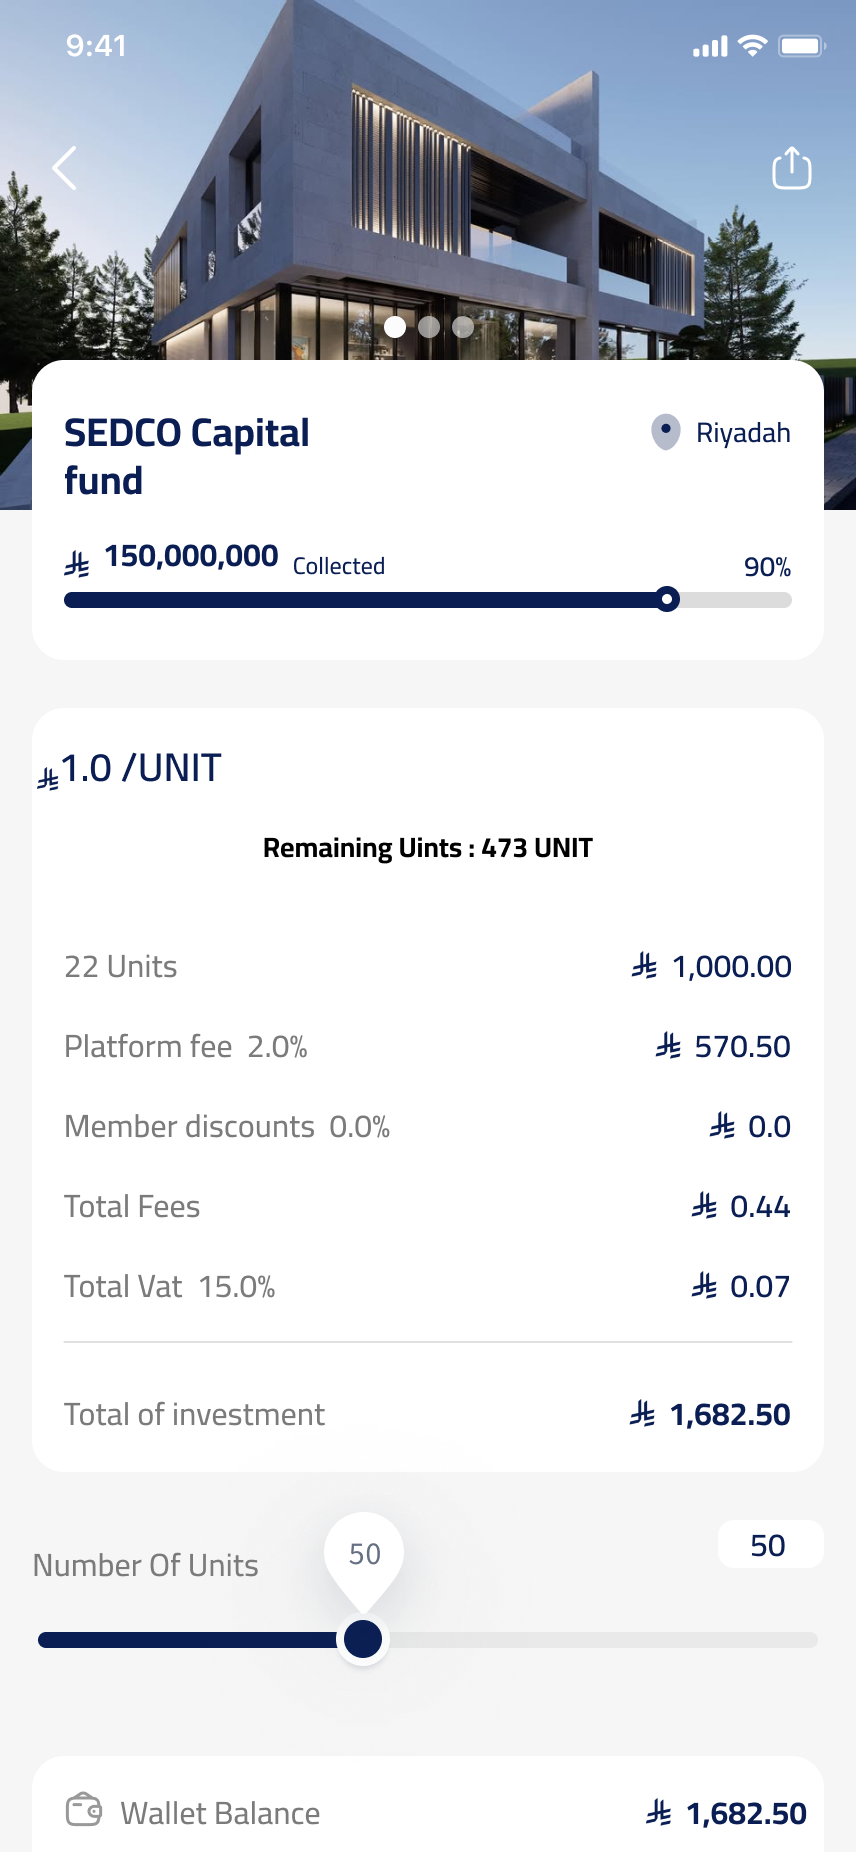 9:41
SEDCO Capital
fund
Riyadah
⃁ 150,000,000 Collected
90%
⃁1.0 /UNIT
Remaining Uints : 473 UNIT
22 Units ⃁ 1,000.00
Platform fee 2.0% ⃁ 570.50
Member discounts 0.0% ⃁ 0.0
Total Fees ⃁ 0.44
Total Vat 15.0% ⃁ 0.07
Total of investment ⃁ 1,682.50
50
50
Number Of Units
Wallet Balance ⃁ 1,682.50